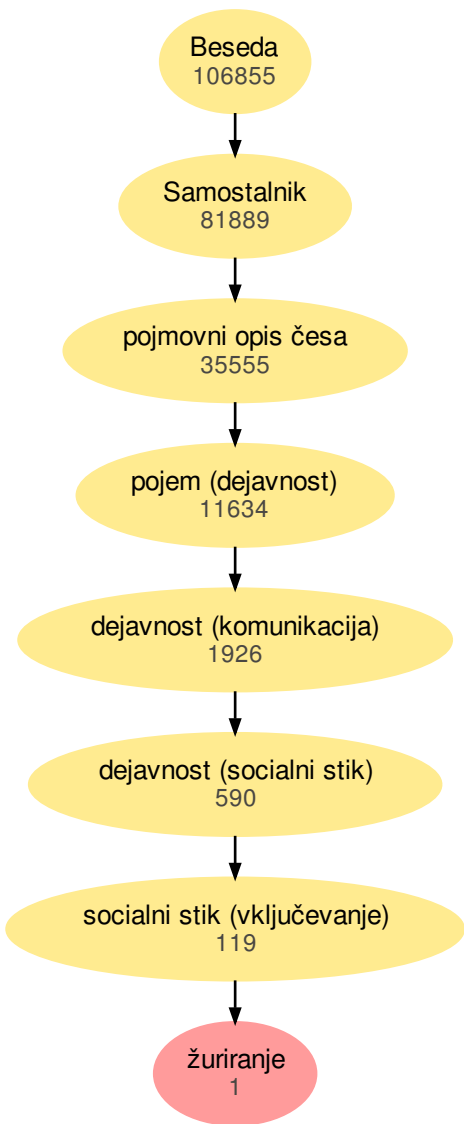 Beseda
106855
Samostalnik
81889
pojmovni opis česa
35555
pojem (dejavnost)
11634
dejavnost (komunikacija)
1926
dejavnost (socialni stik)
590
socialni stik (vključevanje)
119
žuriranje
1